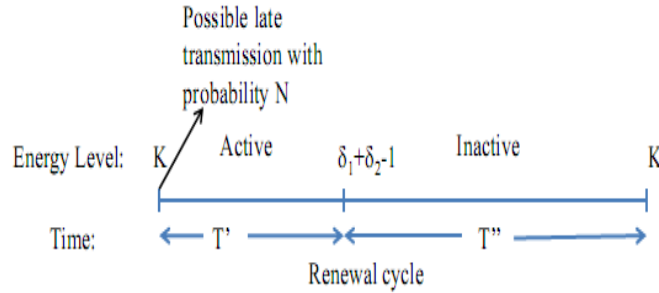 Possible late
transmission with
probability N
Energy Level: K Active δ₁+δ₂-1 Inactive K
Time: T' T''
Renewal cycle